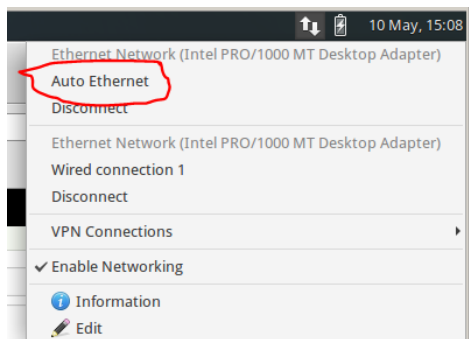 10 May, 15:08
Ethernet Network (Intel PRO/1000 MT Desktop Adapter)
Auto Ethernet
Disconnect
Ethernet Network (Intel PRO/1000 MT Desktop Adapter)
Wired connection 1
Disconnect
VPN Connections
Enable Networking
Information
Edit